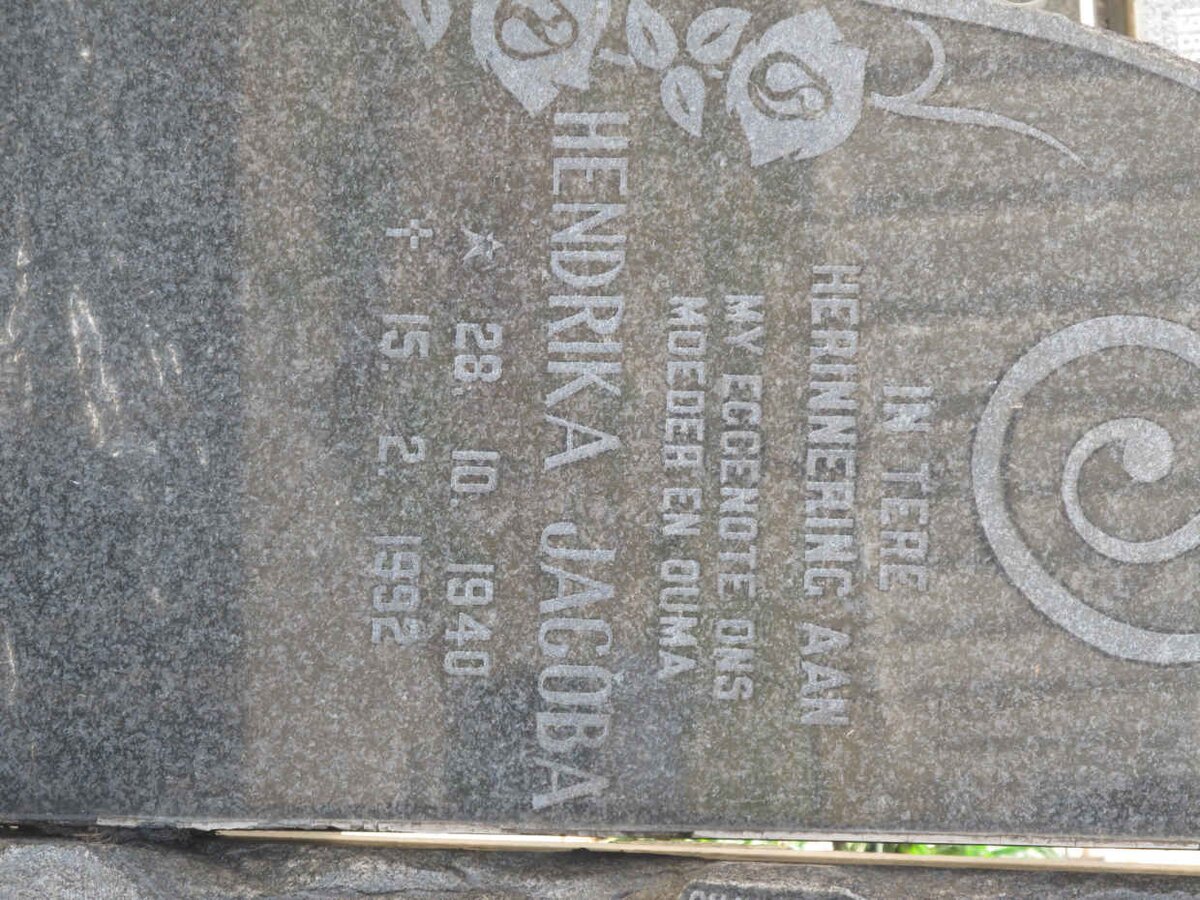 IN TERE
HERINNERING AAN
MY EGGENOTE ONS
MOEDER EN OUMA
HENDRIKA JACOBA
★ 28. 10. 1940
✝ 15. 2. 1992